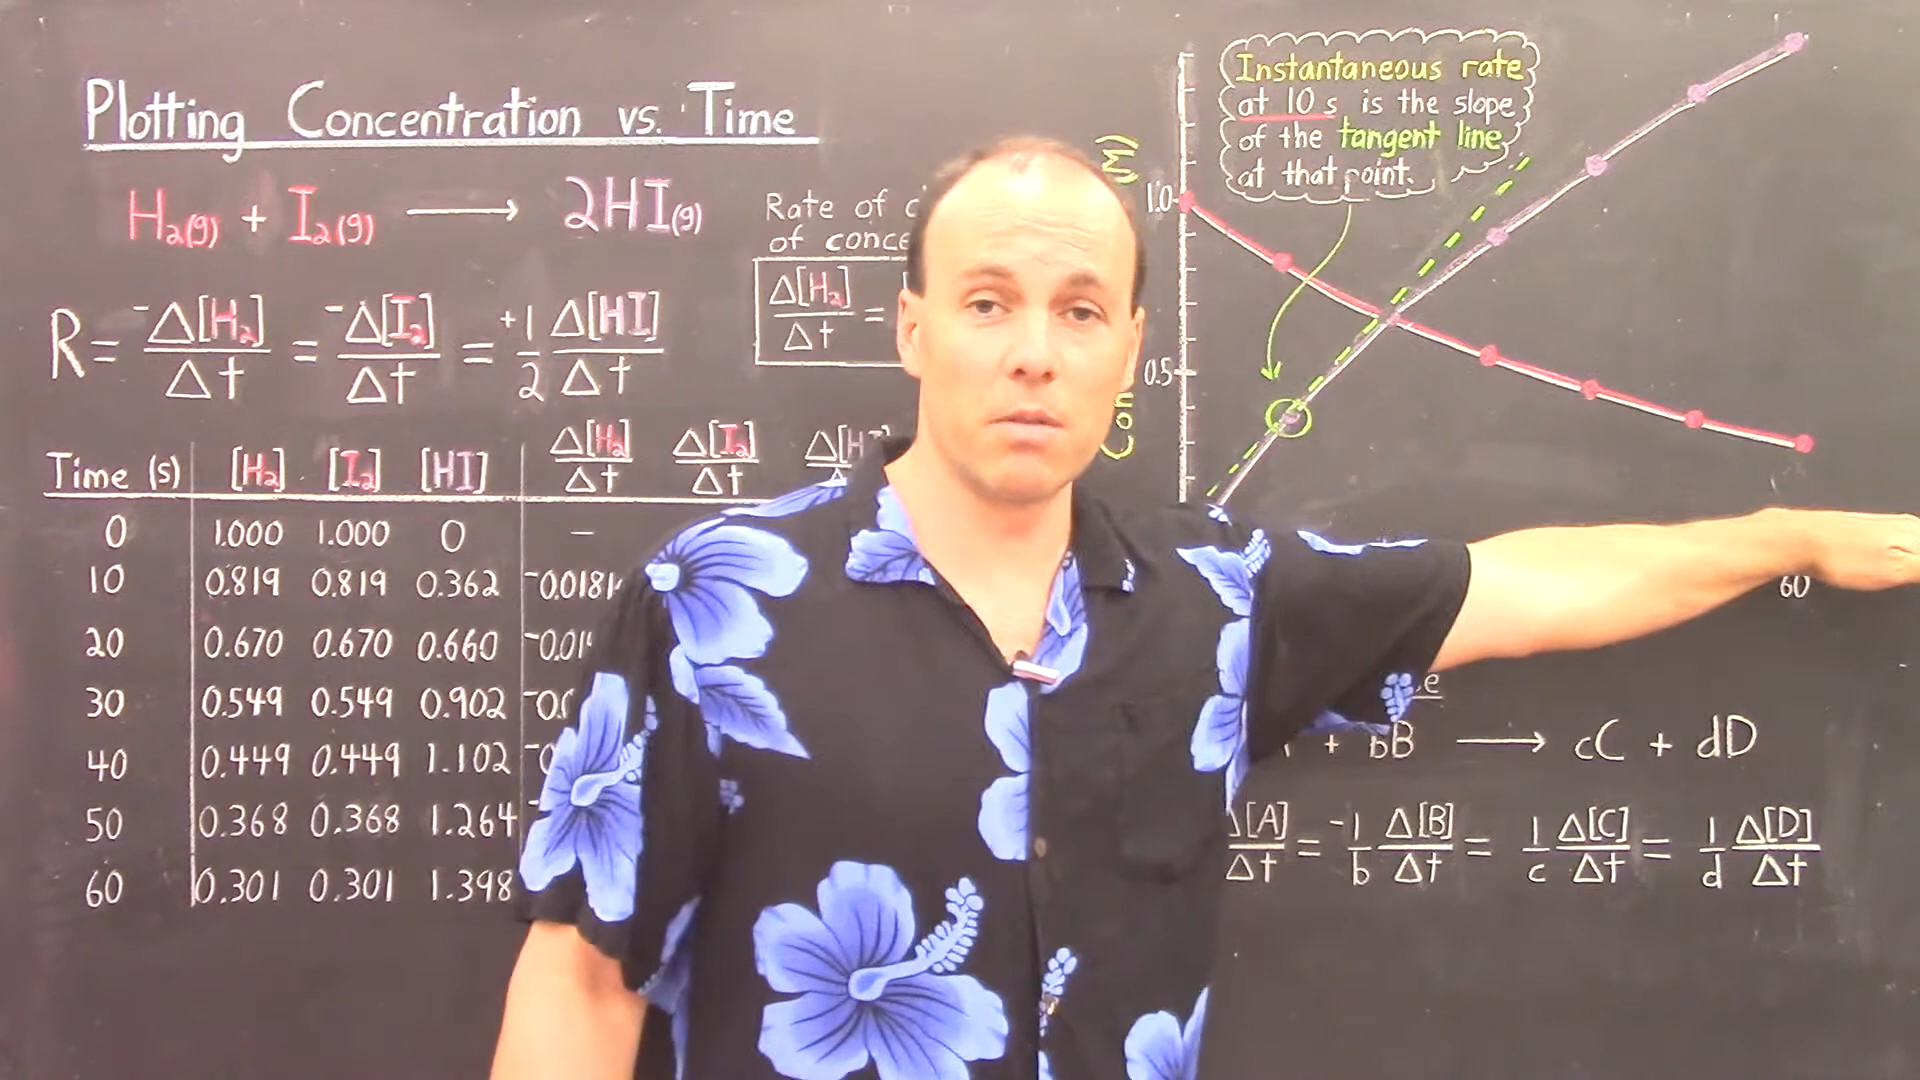 Plotting Concentration vs. Time
H₂(g) + I₂(g) ⟶ 2HI(g)
R = -Δ[H₂]/Δt = -Δ[I₂]/Δt = +1/2 Δ[HI]/Δt
Rate of
of
Δ[H₂]/Δt =
Time (s) [H₂] [I₂] [HI] Δ[H₂]/Δt Δ[I₂]/Δt
0 1.000 1.000 0 –
10 0.819 0.819 0.362 -0.0181
20 0.670 0.670 0.660
30 0.549 0.549 0.902
40 0.449 0.449 1.102
50 0.368 0.368 1.264
60 0.301 0.301 1.398
Instantaneous rate
at 10 s is the slope
of the tangent line
at that point.
1.0
0.5
60
+ bB ⟶ cC + dD
Δ[A]/Δt = -1/b Δ[B]/Δt = 1/c Δ[C]/Δt = 1/d Δ[D]/Δt